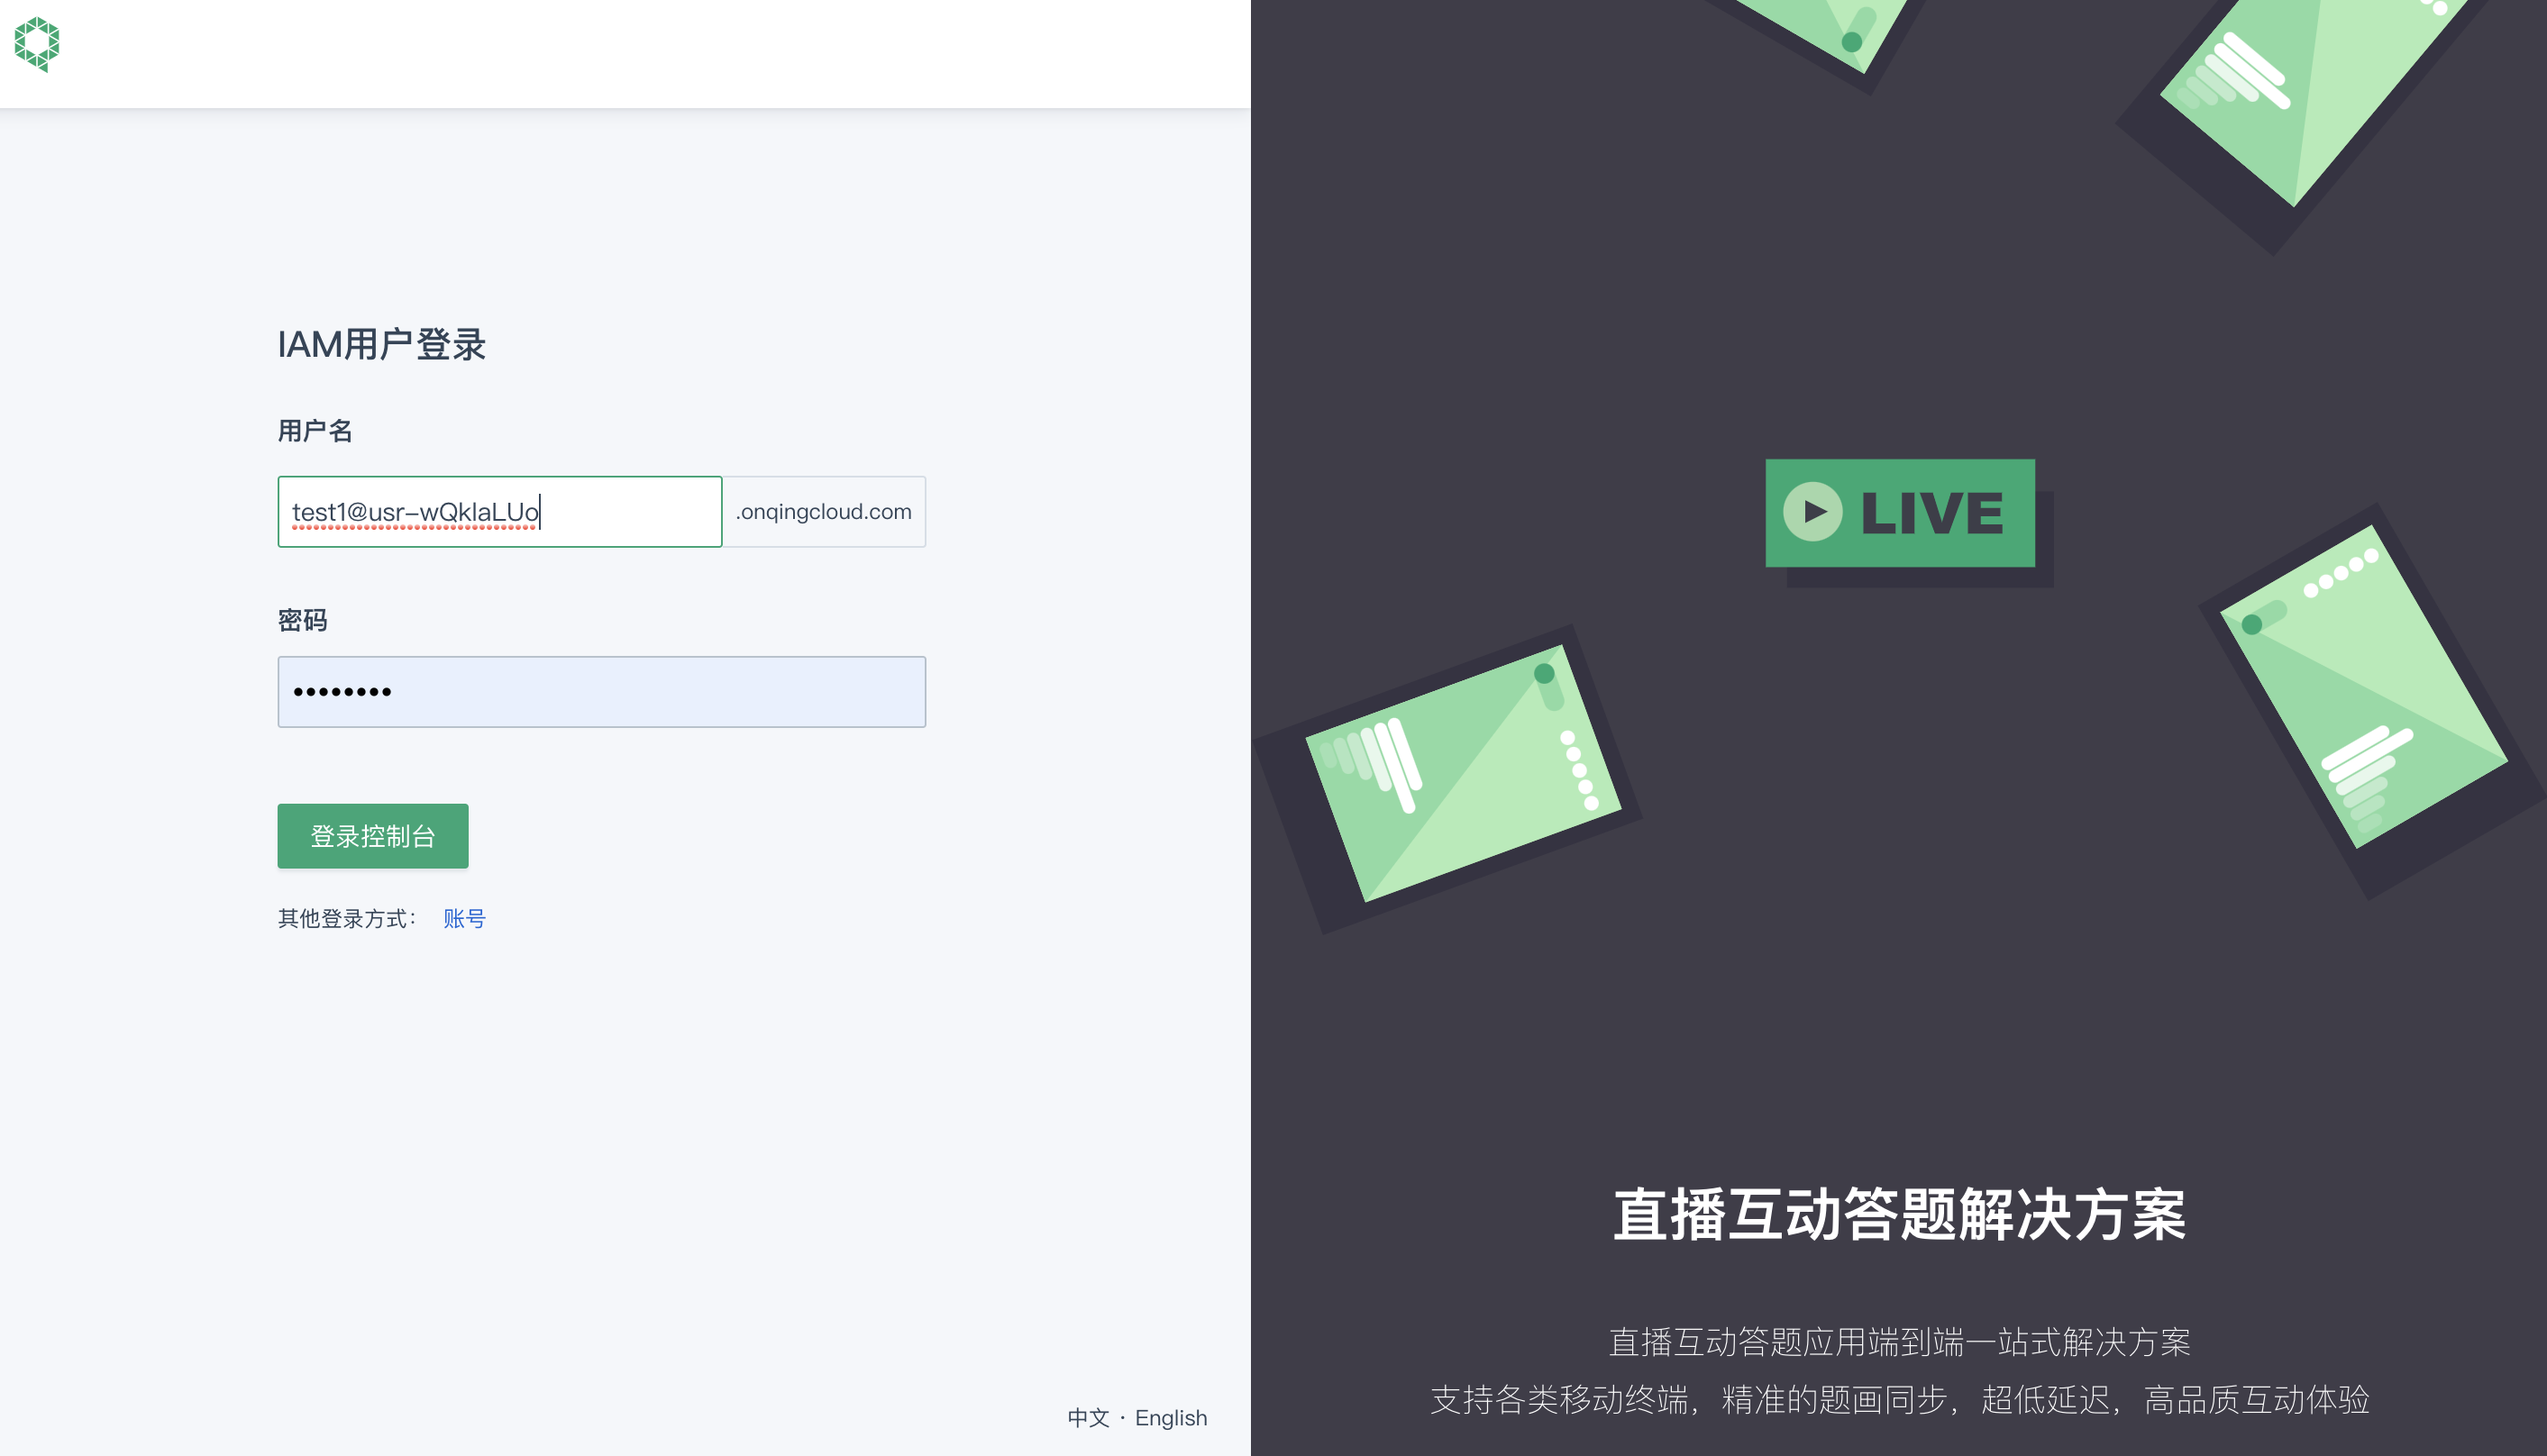 IAM用户登录
用户名
test1@usr-wQklaLUo
.onqingcloud.com
密码
登录控制台
其他登录方式： 账号
中文 · English
LIVE
直播互动答题解决方案
直播互动答题应用端到端一站式解决方案
支持各类移动终端，精准的题画同步，超低延迟，高品质互动体验